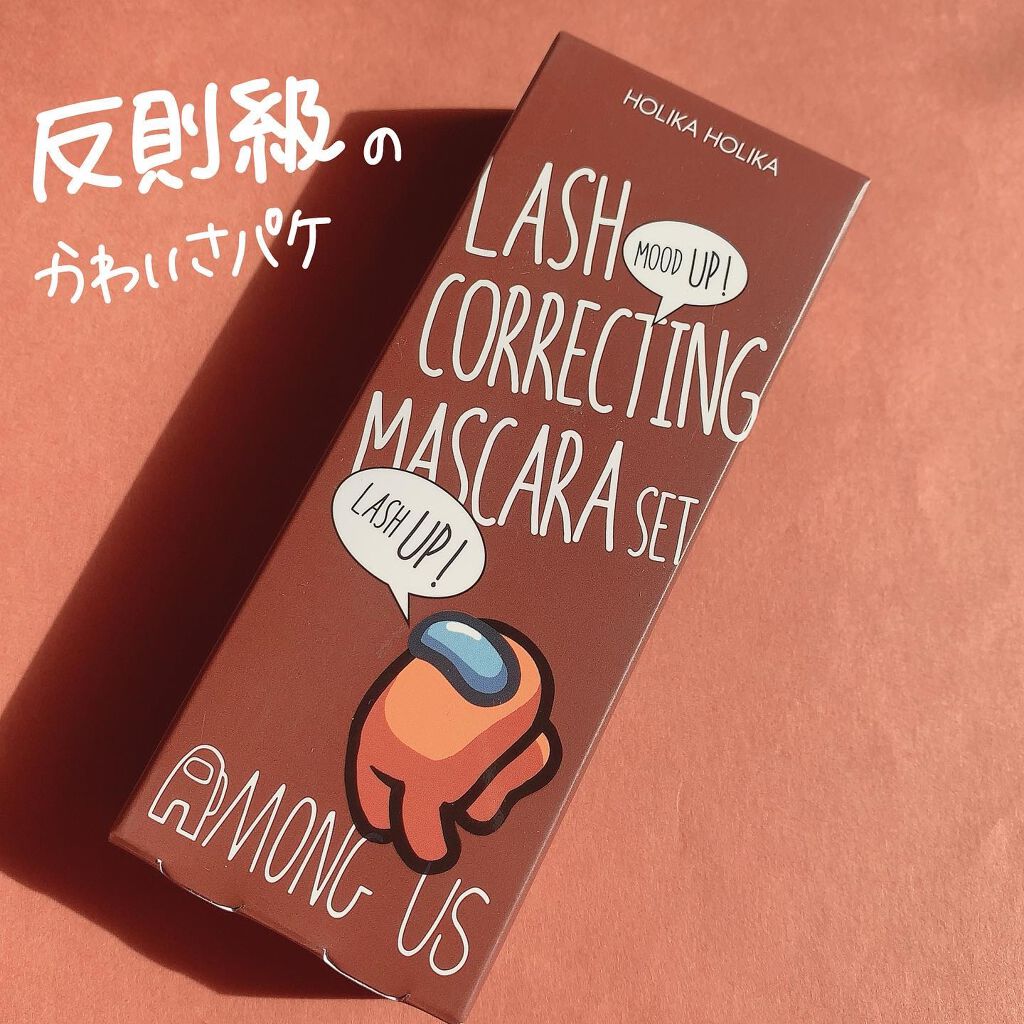 反則級の
かわいさパケ
HOLIKA HOLIKA
LASH
MOOD UP!
CORRECTING
MASCARA SET
LASH UP!
AMONG US